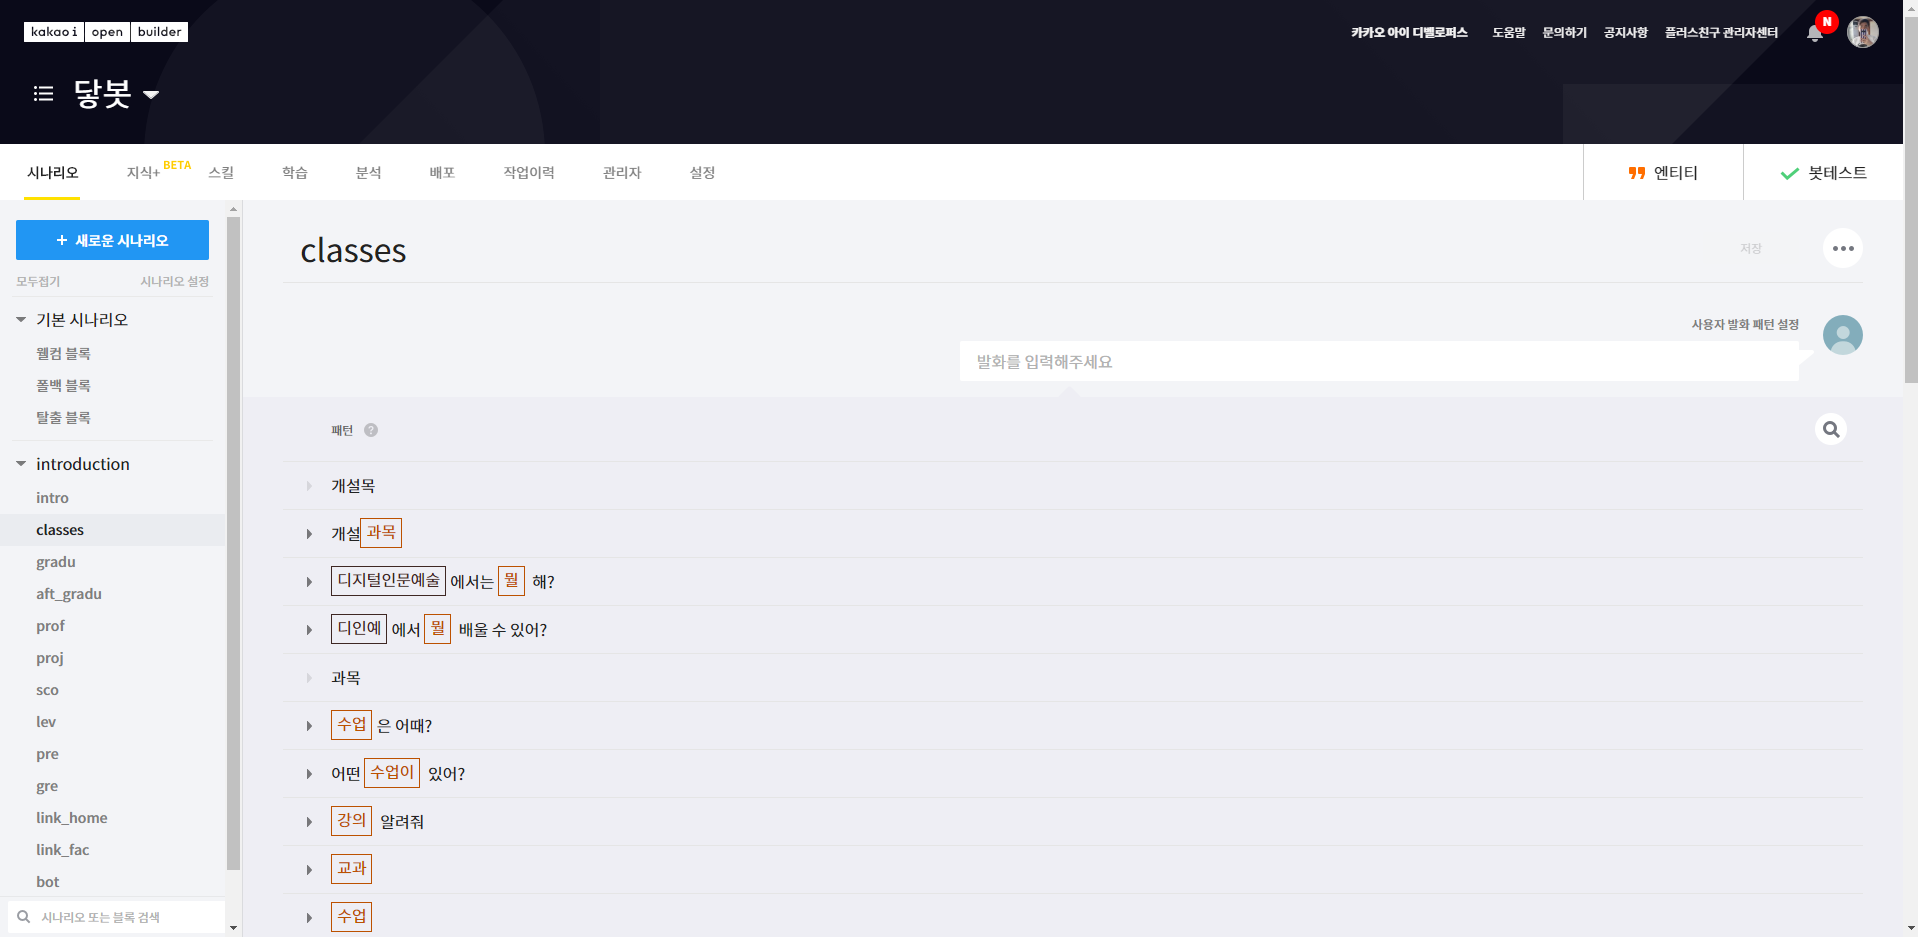 kakao i open builder
카카오 아이 디벨로퍼스 도움말 문의하기 공지사항 플러스친구 관리자센터 N
닿봇
시나리오 지식+ BETA 스킬 학습 분석 배포 작업이력 관리자 설정 엔티티 봇테스트
+ 새로운 시나리오
모두접기 시나리오 설정
기본 시나리오
웰컴 블록
폴백 블록
탈출 블록
introduction
intro
classes
gradu
aft_gradu
prof
proj
sco
lev
pre
gre
link_home
link_fac
bot
시나리오 또는 블록 검색
classes 저장
사용자 발화 패턴 설정
발화를 입력해주세요
패턴 ?
개설목
개설과목
디지털인문예술 에서는 뭘 해?
디인예 에서 뭘 배울 수 있어?
과목
수업 은 어때?
어떤 수업이 있어?
강의 알려줘
교과
수업